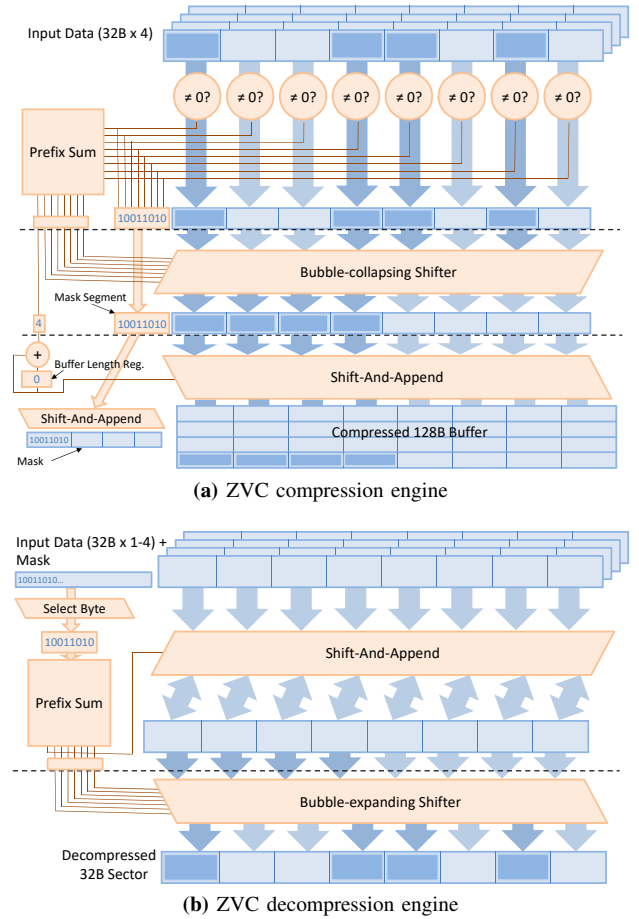 Input Data (32B x 4)
≠ 0? ≠ 0? ≠ 0? ≠ 0? ≠ 0? ≠ 0? ≠ 0? ≠ 0?
Prefix Sum
10011010
Bubble-collapsing Shifter
Mask Segment
4
10011010
+
Buffer Length Reg.
0
Shift-And-Append
Shift-And-Append
10011010
Compressed 128B Buffer
Mask
(a) ZVC compression engine
Input Data (32B x 1-4) +
Mask
10011010...
Select Byte
10011010
Shift-And-Append
Prefix Sum
Bubble-expanding Shifter
Decompressed
32B Sector
(b) ZVC decompression engine